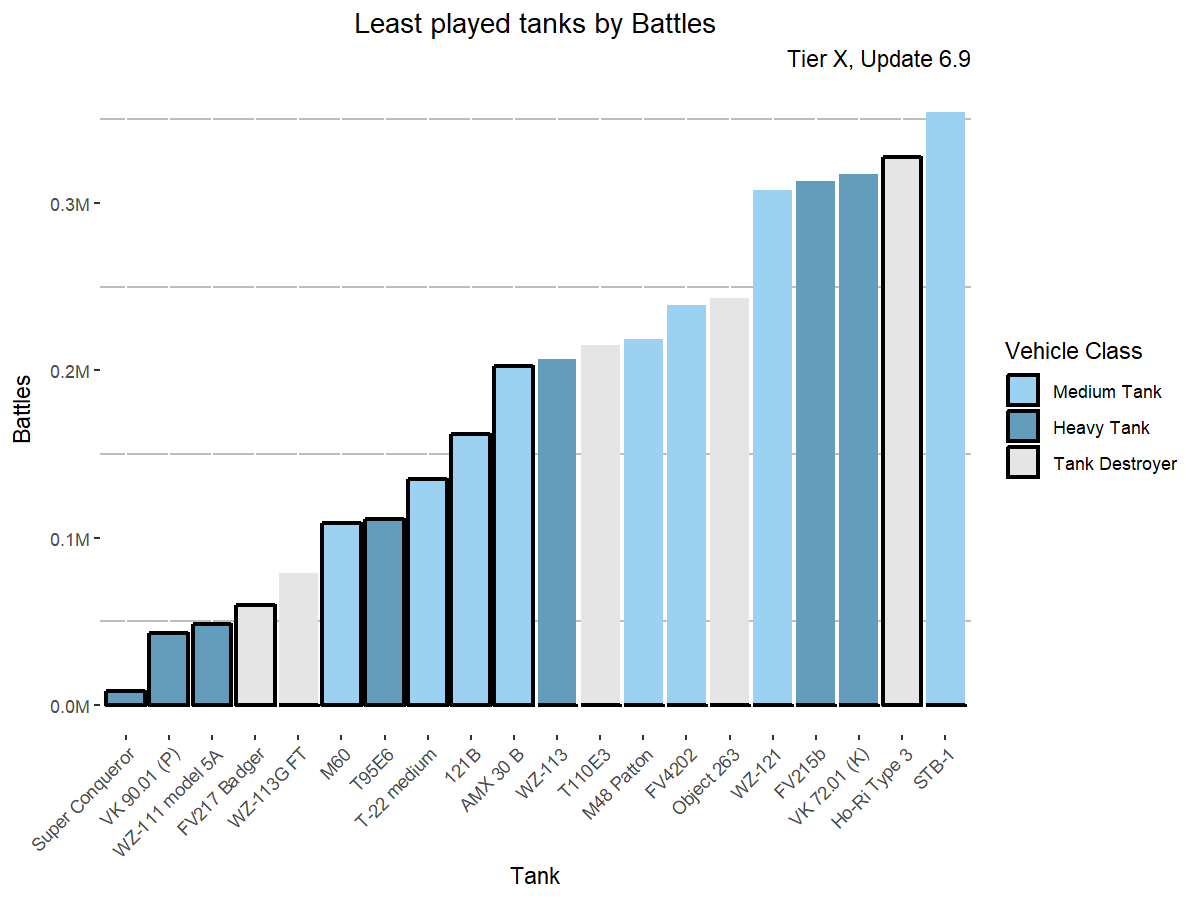 Least played tanks by Battles
Tier X, Update 6.9
Battles
0.3M
0.2M
0.1M
0.0M
Super Conqueror
VK 90.01 (P)
WZ-111 model 5A
FV217 Badger
WZ-113G FT
M60
T95E6
T-22 medium
121B
AMX 30 B
WZ-113
T110E3
M48 Patton
FV4202
Object 263
WZ-121
FV215b
VK 72.01 (K)
Ho-Ri Type 3
STB-1
Tank
Vehicle Class
Medium Tank
Heavy Tank
Tank Destroyer